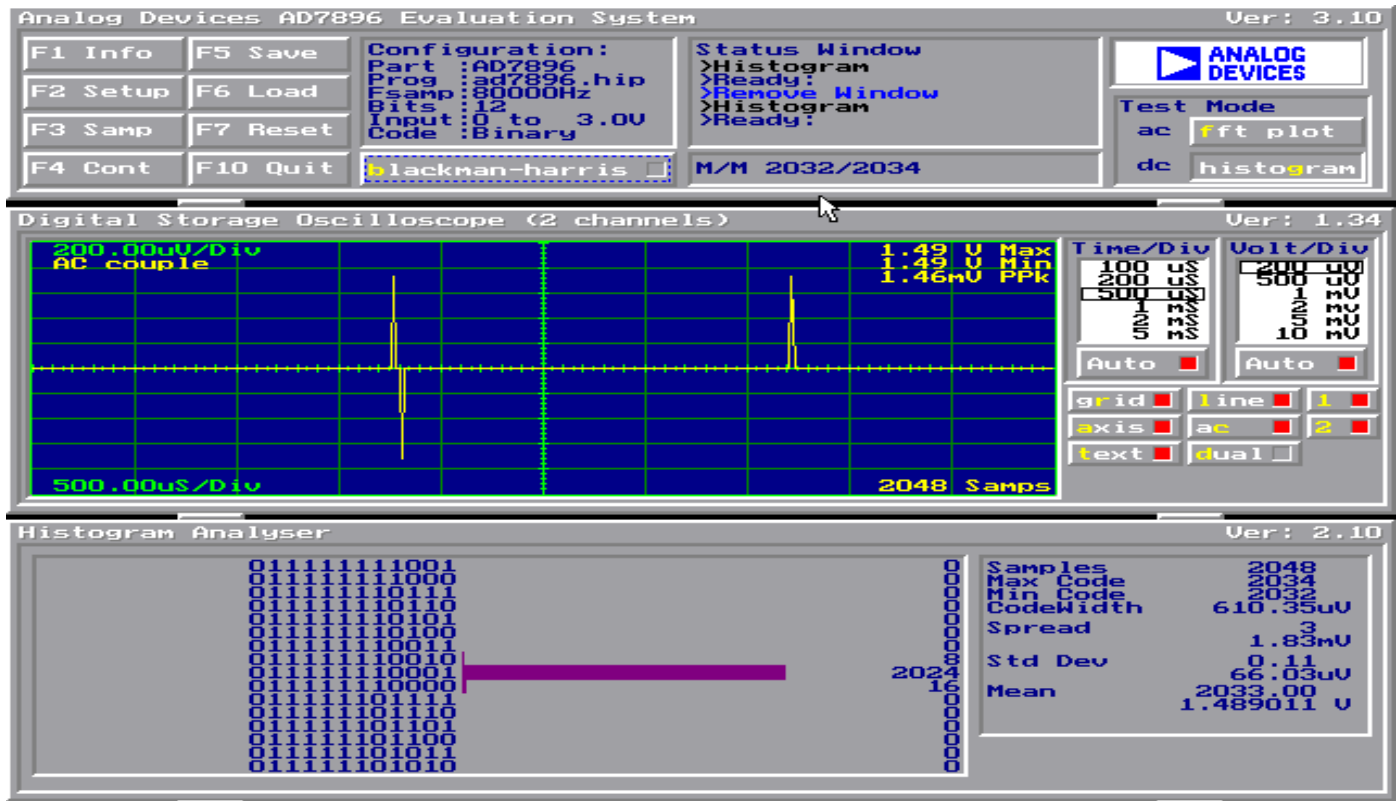 Analog Devices AD7896 Evaluation System Ver: 3.10
F1 Info F5 Save
F2 Setup F6 Load
F3 Samp F7 Reset
F4 Cont F10 Quit
Configuration:
Part :AD7896
Prog :ad7896.hip
Fsamp:80000Hz
Bits :12
Input:0 to 3.0V
Code :Binary
blackman-harris
Status Window
>Histogram
>Ready:
>Remove Window
>Histogram
>Ready:
M/M 2032/2034
ANALOG
DEVICES
Test Mode
ac fft plot
dc histogram
Digital Storage Oscilloscope (2 channels) Ver: 1.34
200.00uV/Div
AC couple
1.49 V Max
1.49 V Min
1.46mV PPk
500.00uS/Div
2048 Samps
Time/Div
100 uS
200 uS
500 uS
1 mS
2 mS
5 mS
Auto
Volt/Div
200 uV
500 uV
1 mV
2 mV
5 mV
10 mV
Auto
grid line 1
axis ac 2
text dual
Histogram Analyser Ver: 2.10
011111111001 0
011111111000 0
011111110111 0
011111110110 0
011111110101 0
011111110100 0
011111110011 0
011111110010 8
011111110001 2024
011111110000 16
011111101111 0
011111101110 0
011111101101 0
011111101100 0
011111101011 0
011111101010 0
Samples 2048
Max Code 2034
Min Code 2032
CodeWidth 610.35uV
Spread 3
1.83mV
Std Dev 0.11
66.03uV
Mean 2033.00
1.489011 V